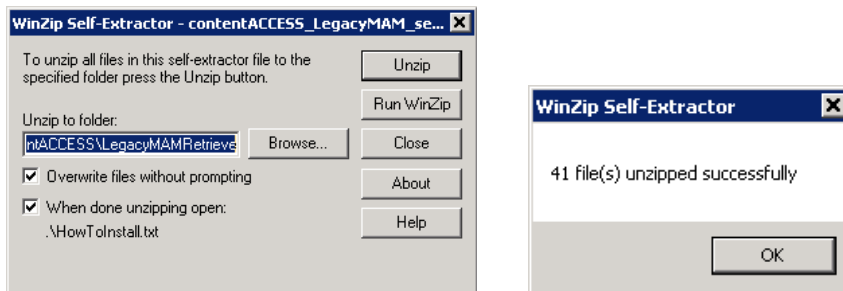 WinZip Self-Extractor - contentACCESS_LegacyMAM_se...
To unzip all files in this self-extractor file to the
specified folder press the Unzip button.
Unzip to folder:
ntACCESS\LegacyMAMRetrieve
Browse...
Overwrite files without prompting
When done unzipping open:
.\HowToInstall.txt
Unzip
Run WinZip
Close
About
Help
WinZip Self-Extractor
41 file(s) unzipped successfully
OK